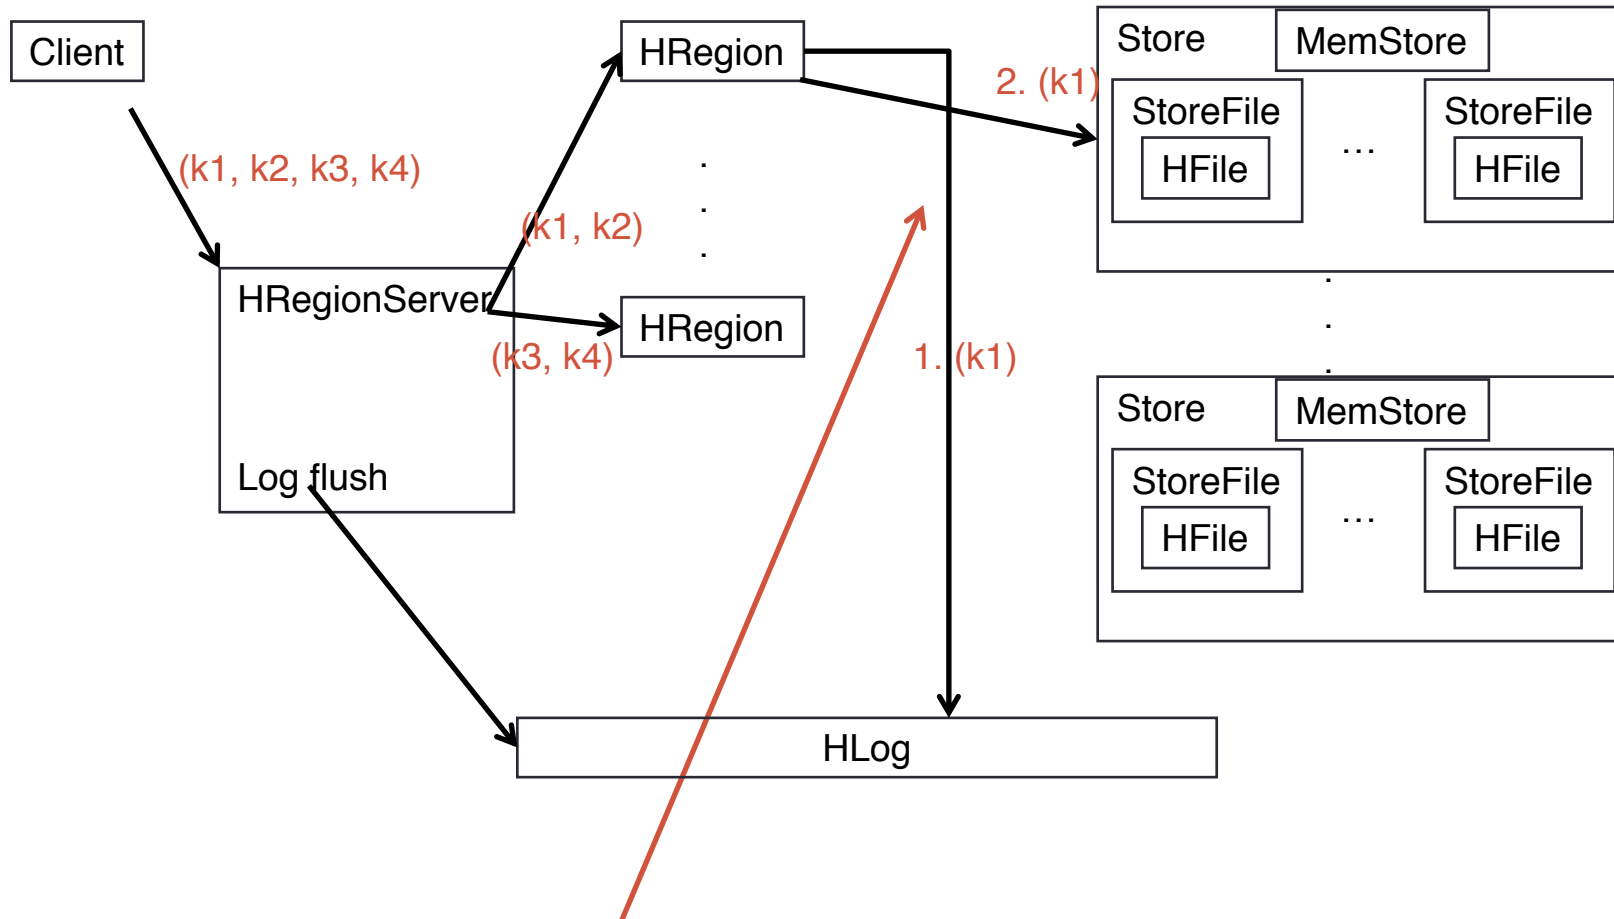 Client
HRegion
Store
MemStore
2. (k1)
StoreFile
...
StoreFile
HFile
HFile
(k1, k2, k3, k4)
(k1, k2)
HRegionServer
HRegion
(k3, k4)
1. (k1)
Store
MemStore
StoreFile
...
StoreFile
HFile
HFile
Log flush
HLog